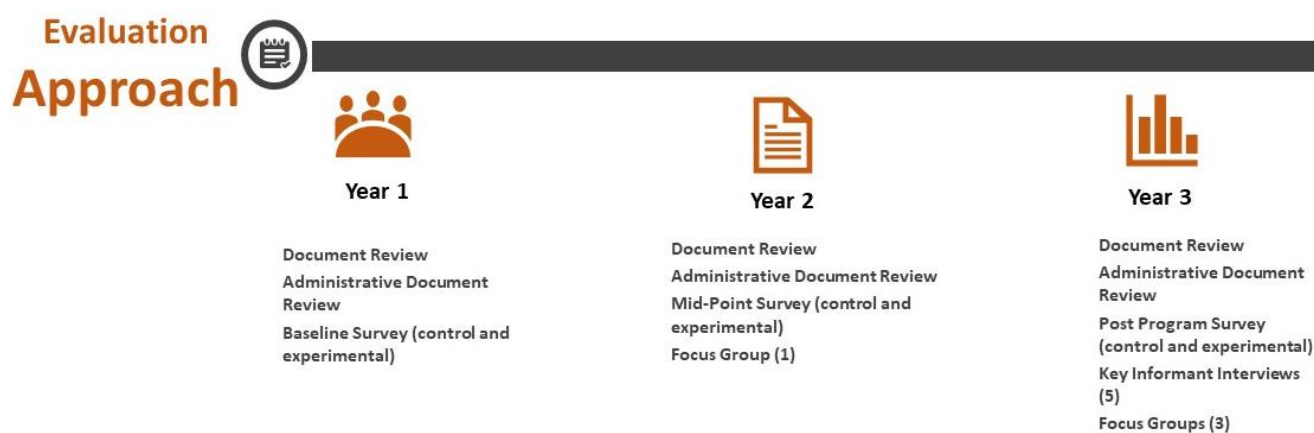 Evaluation
Approach
Year 1
Document Review
Administrative Document
Review
Baseline Survey (control and
experimental)
Year 2
Document Review
Administrative Document Review
Mid-Point Survey (control and
experimental)
Focus Group (1)
Year 3
Document Review
Administrative Document
Review
Post Program Survey
(control and experimental)
Key Informant Interviews
(5)
Focus Groups (3)